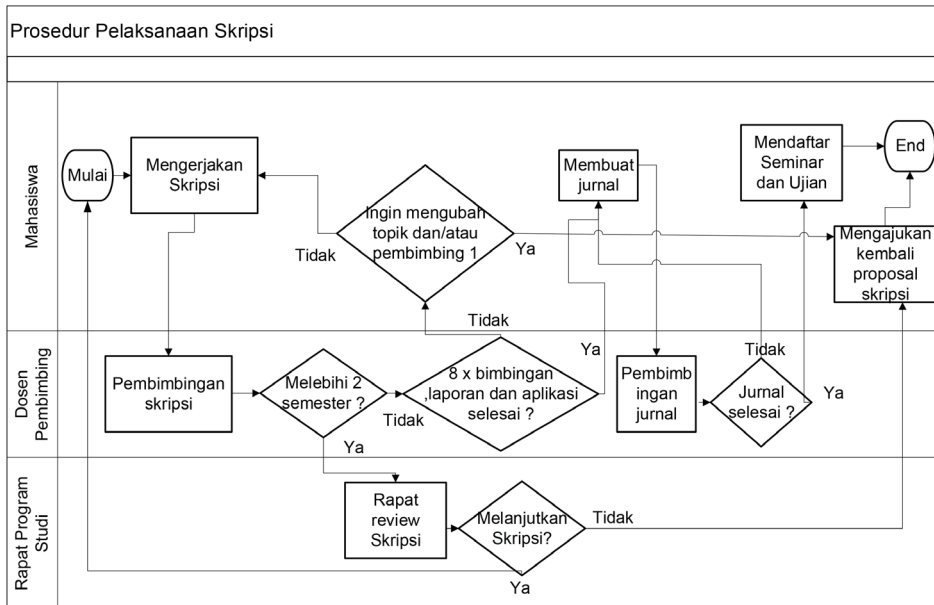 Prosedur Pelaksanaan Skripsi
Mahasiswa
Mulai
Mengerjakan
Skripsi
Ingin mengubah
topik dan/atau
pembimbing 1
Tidak
Ya
Membuat
jurnal
Mendaftar
Seminar
dan Ujian
End
Mengajukan
kembali
proposal
skripsi
Dosen
Pembimbing
Pembimbingan
skripsi
Melebihi 2
semester ?
Tidak
Ya
Tidak
8 x bimbingan
,laporan dan aplikasi
selesai ?
Ya
Pembimb
ingan
jurnal
Tidak
Jurnal
selesai ?
Ya
Rapat Program
Studi
Rapat
review
Skripsi
Melanjutkan
Skripsi?
Tidak
Ya